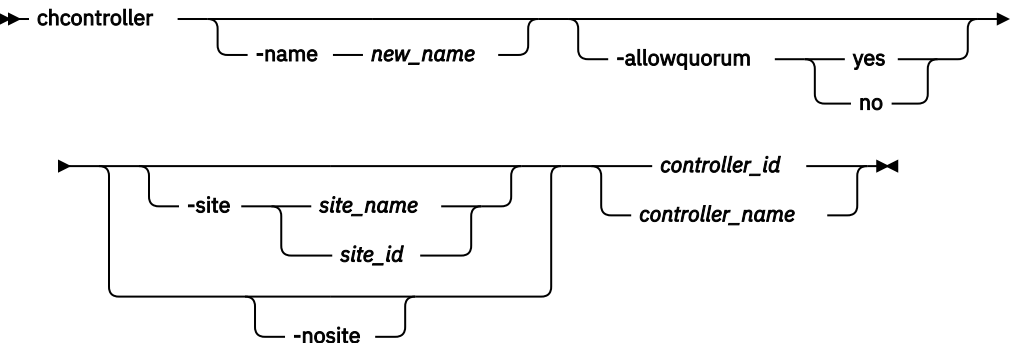 chcontroller
-name new_name -allowquorum yes
no
controller_id
-site site_name controller_name
site_id
-nosite